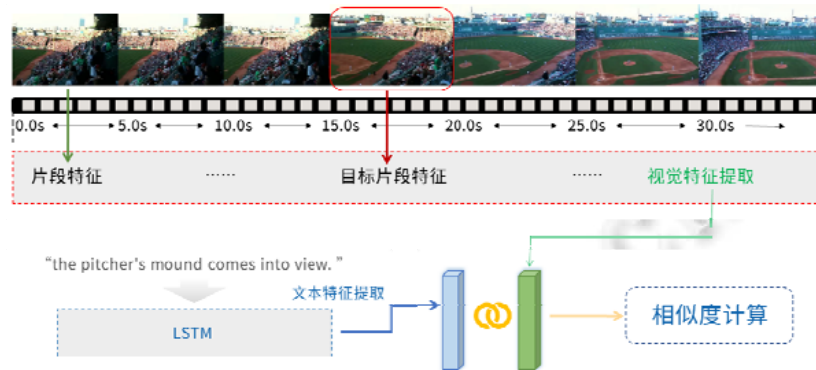 0.0s 5.0s 10.0s 15.0s 20.0s 25.0s 30.0s
片段特征 …… 目标片段特征 …… 视觉特征提取
“the pitcher's mound comes into view. ”
文本特征提取
LSTM
相似度计算